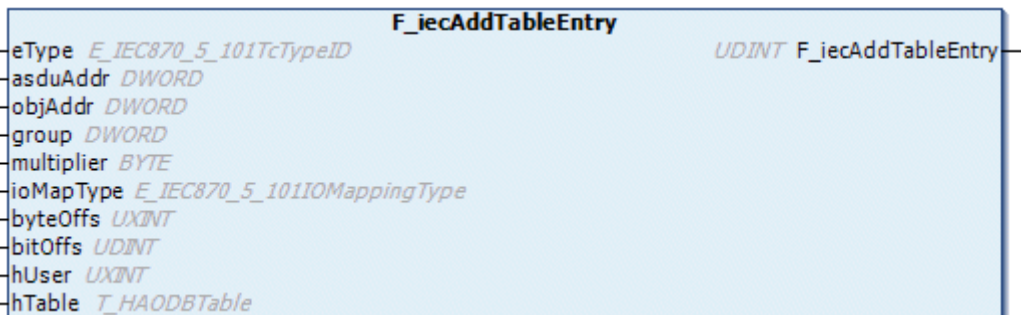 F_iecAddTableEntry
eType E_IEC870_5_101TcTypeID UDINT F_iecAddTableEntry
asduAddr DWORD
objAddr DWORD
group DWORD
multiplier BYTE
ioMapType E_IEC870_5_101IOMappingType
byteOffs UXINT
bitOffs UDINT
hUser UXINT
hTable T_HAODBTable